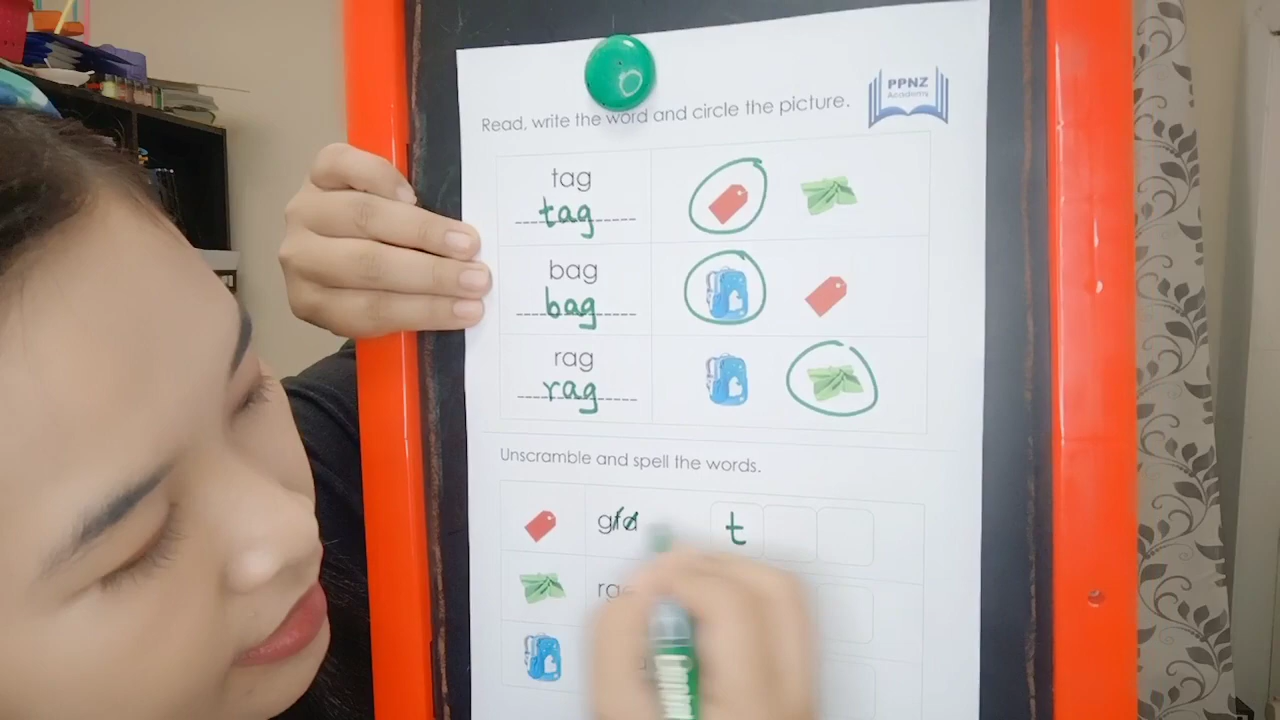 PPNZ
Academy
Read, write the word and circle the picture.
tag
tag
bag
bag
rag
rag
Unscramble and spell the words.
gta t